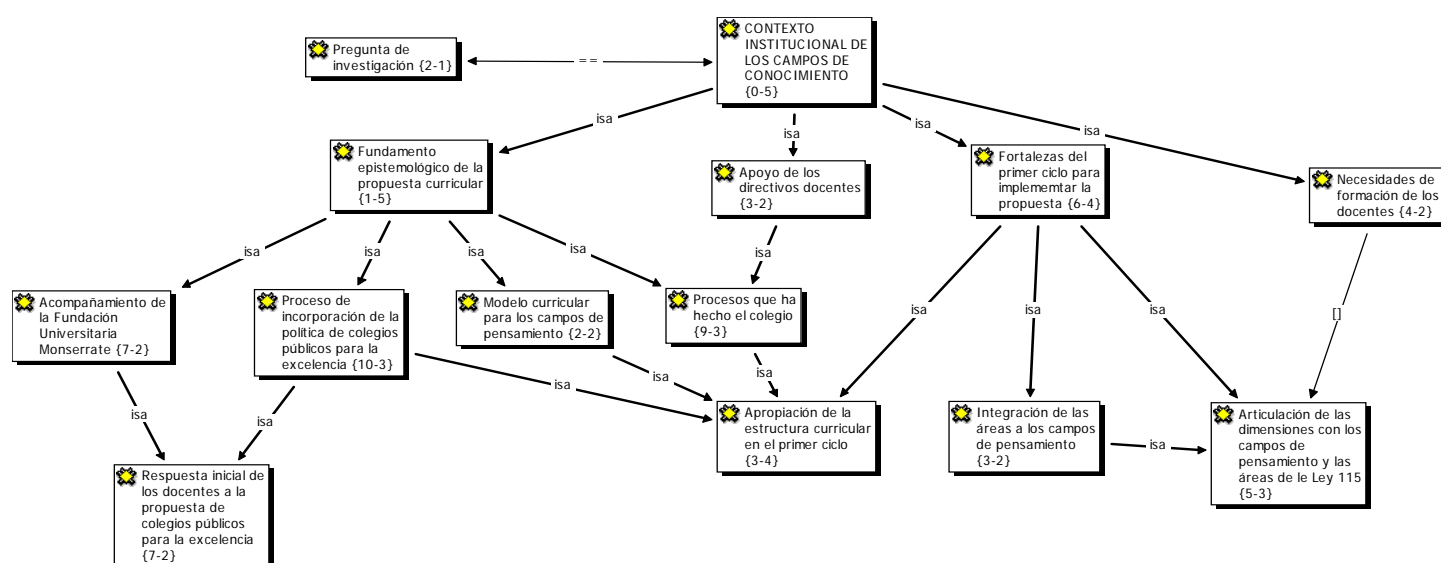 CONTEXTO
INSTITUCIONAL DE
LOS CAMPOS DE
CONOCIMIENTO
{0-5}
Pregunta de
investigación {2-1}
==
isa
isa
isa
isa
Fundamento
epistemológico de la
propuesta curricular
{1-5}
Apoyo de los
directivos docentes
{3-2}
Fortalezas del
primer ciclo para
implememtar la
propuesta {6-4}
Necesidades de
formación de los
docentes {4-2}
isa
isa
isa
isa
isa
Acompañamiento de
la Fundación
Universitaria
Monserrate {7-2}
Proceso de
incorporación de la
política de colegios
públicos para la
excelencia {10-3}
Modelo curricular
para los campos de
pensamiento {2-2}
Procesos que ha
hecho el colegio
{9-3}
isa
isa
isa
[]
isa
isa
isa
isa
isa
Apropiación de la
estructura curricular
en el primer ciclo
{3-4}
Integración de las
áreas a los campos
de pensamiento
{3-2}
isa
Articulación de las
dimensiones con los
campos de
pensamiento y las
áreas de le Ley 115
{5-3}
Respuesta inicial de
los docentes a la
propuesta de
colegios públicos
para la excelencia
{7-2}